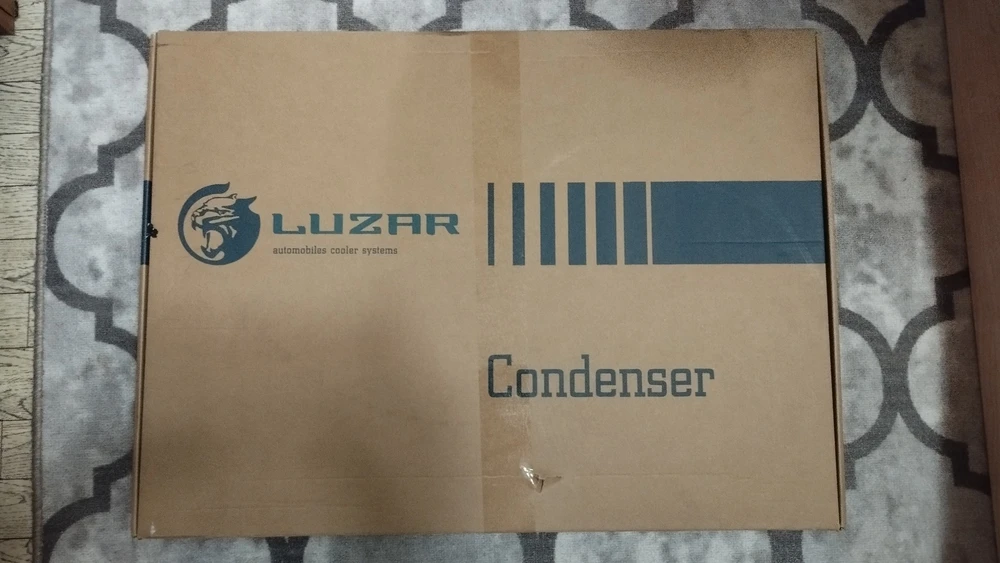 LUZAR
automobiles cooler systems
Condenser